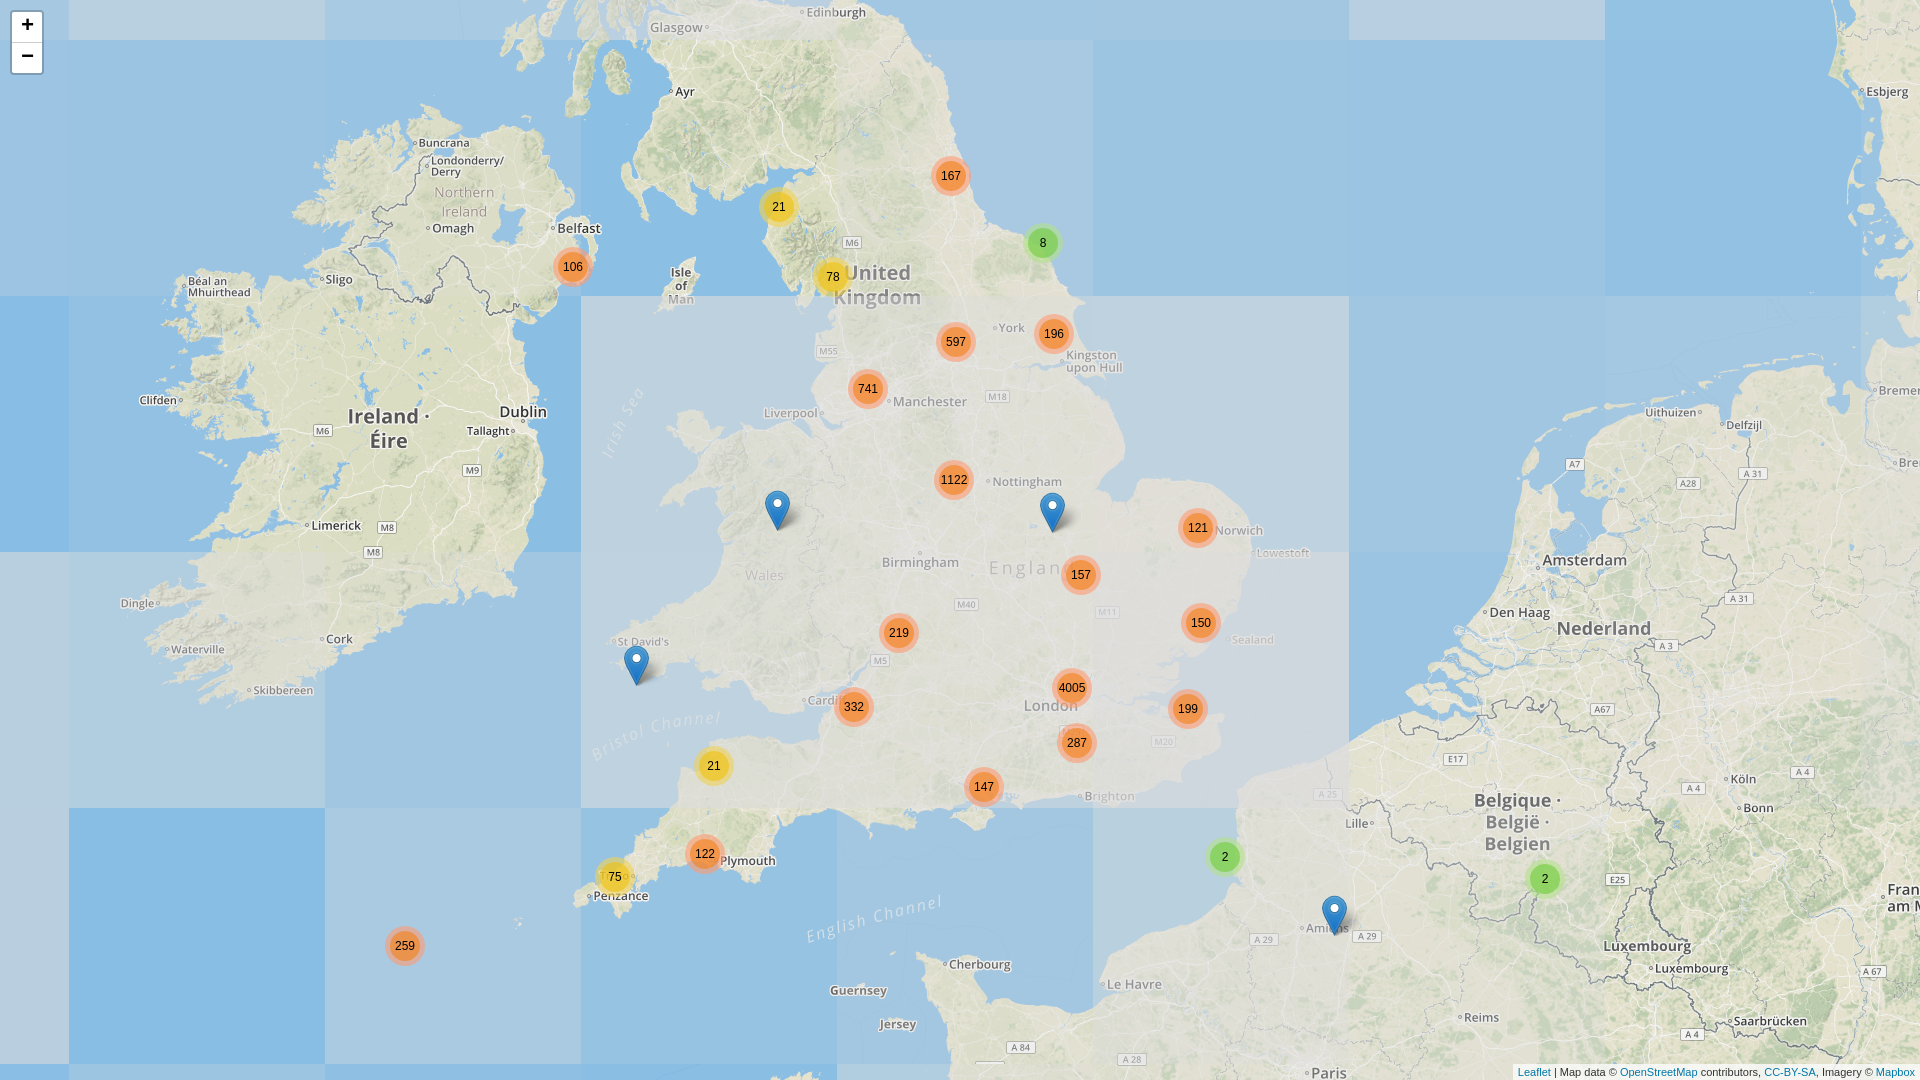 +
−
Glasgow
Edinburgh
Ayr
Esbjerg
Buncrana
Londonderry/
Derry
Northern
Ireland
Omagh
Belfast
167
21
8
M6
106
78
United
Kingdom
Isle
of
Man
Sligo
Béal an
Mhuirthead
York
196
597
M55
Kingston
upon Hull
741
Manchester
M18
Liverpool
Irish Sea
Clifden
Ireland ·
Éire
Dublin
Tallaght
M6
M9
Uithuizen
Delfzijl
Bremer
A7
A 31
A28
Bre
1122
Nottingham
Limerick
M8
M8
121
Norwich
Lowestoft
Birmingham
England
157
Wales
M40
M11
Amsterdam
A 31
Den Haag
Nederland
A 3
Dingle
Cork
Waterville
Skibbereen
219
150
Sealand
St David's
M5
4005
London
Cardi
332
199
287
M20
A67
Bristol Channel
21
147
Brighton
E17
Köln
A 4
A 4
Bonn
A 25
Lille
Belgique ·
België ·
Belgien
122
Plymouth
75
Penzance
2
2
E25
Fran
am M
English Channel
259
Amiens
A 29
A 29
Luxembourg
Luxembourg
A 67
Cherbourg
Guernsey
Le Havre
Jersey
Reims
Saarbrücken
A 4
A 84
A 28
Paris
Leaflet | Map data © OpenStreetMap contributors, CC-BY-SA, Imagery © Mapbox